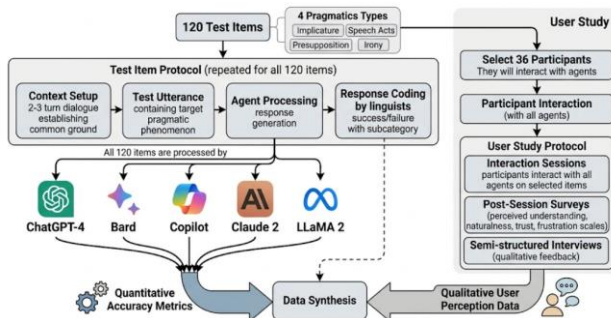 120 Test Items
4 Pragmatics Types
Implicature
Speech Acts
Presupposition
Irony
Test Item Protocol (repeated for all 120 items)
Context Setup
2-3 turn dialogue
establishing
common ground
Test Utterance
containing target
pragmatic
phenomenon
Agent Processing
response
generation
Response Coding
by linguists
success/failure
with subcategory
All 120 items are processed by
ChatGPT-4
Bard
Copilot
Claude 2
LLaMA 2
Quantitative
Accuracy Metrics
Data Synthesis
User Study
Select 36 Participants
They will interact with agents
Participant Interaction
(with all agents)
User Study Protocol
Interaction Sessions
participants interact with all
agents on selected items
Post-Session Surveys
(perceived understanding,
naturalness, trust, frustration scales)
Semi-structured Interviews
(qualitative feedback)
Qualitative User
Perception Data